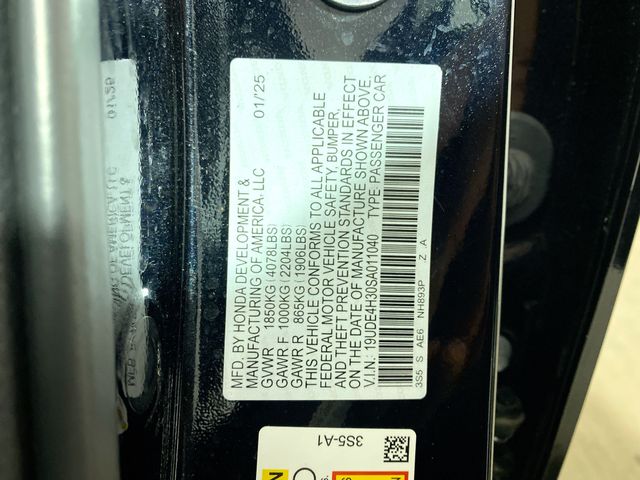 MFD. BY HONDA DEVELOPMENT & 01/25
MANUFACTURING OF AMERICA, LLC
GVWR 1850KG(4078LBS)
GAWR F 1000KG(2204LBS)
GAWR R 865KG(1906LBS)
THIS VEHICLE CONFORMS TO ALL APPLICABLE
FEDERAL MOTOR VEHICLE SAFETY, BUMPER,
AND THEFT PREVENTION STANDARDS IN EFFECT
ON THE DATE OF MANUFACTURE SHOWN ABOVE.
V.I.N.: 19UDE4H30SA011040 TYPE: PASSENGER CAR
3S5 S AE6 NH893P Z A
3S5-A1